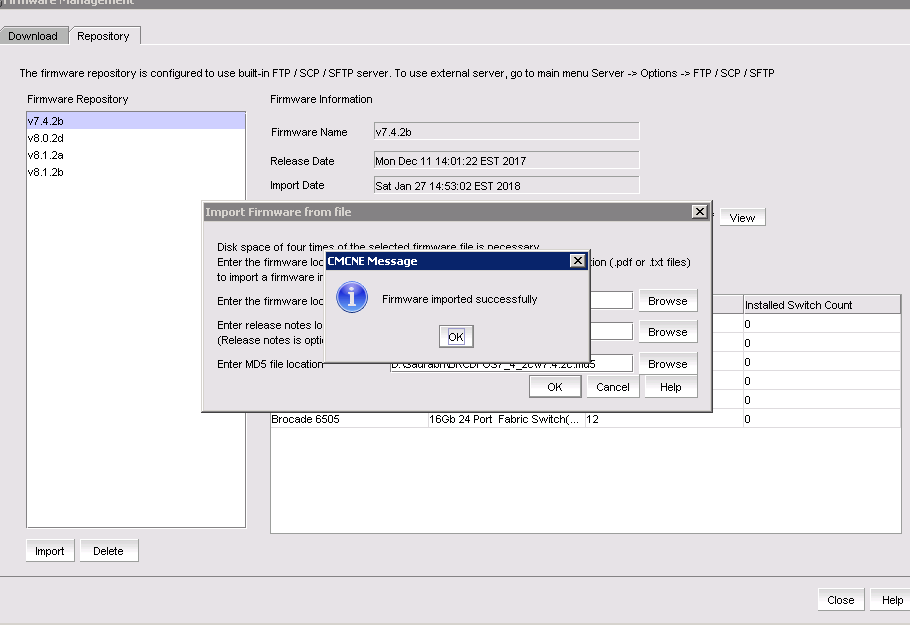 Firmware Management
Download
Repository
The firmware repository is configured to use built-in FTP / SCP / SFTP server. To use external server, go to main menu Server -> Options -> FTP / SCP / SFTP
Firmware Repository
v7.4.2b
v8.0.2d
v8.1.2a
v8.1.2b
Firmware Information
Firmware Name
v7.4.2b
Release Date
Mon Dec 11 14:01:22 EST 2017
Import Date
Sat Jan 27 14:53:02 EST 2018
View
Import Firmware from file
Disk space of four times of the selected firmware file is necessary
Enter the firmware loc
tion (.pdf or .txt files)
to import a firmware in
CMCNE Message
Firmware imported successfully
OK
Enter the firmware loc
Browse
Enter release notes lo
(Release notes is opti
Browse
Enter MD5 file location
Browse
OK
Cancel
Help
Installed Switch Count
0
0
0
0
0
Brocade 6505
16Gb 24 Port Fabric Switch(...
12
0
Import
Delete
Close
Help